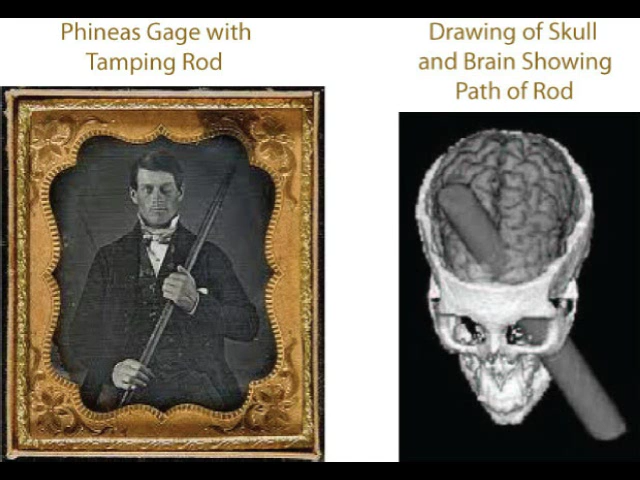 Phineas Gage with
Tamping Rod
Drawing of Skull
and Brain Showing
Path of Rod